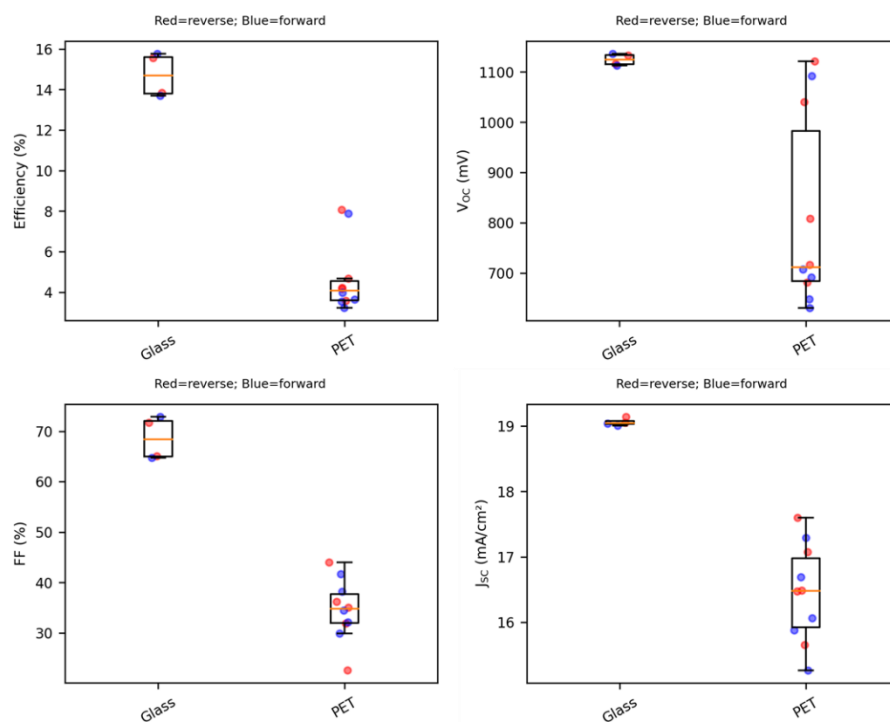 Red=reverse; Blue=forward
16
14
12
10
8
6
4
Efficiency (%)
Glass
PET
Red=reverse; Blue=forward
1100
1000
900
800
700
V_OC (mV)
Glass
PET
Red=reverse; Blue=forward
70
60
50
40
30
FF (%)
Glass
PET
Red=reverse; Blue=forward
19
18
17
16
J_SC (mA/cm²)
Glass
PET